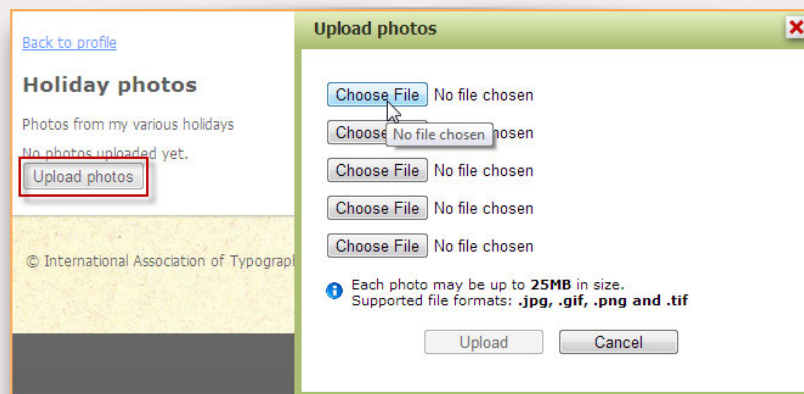 Back to profile
Holiday photos
Photos from my various holidays
No photos uploaded yet.
Upload photos
© International Association of Typograp
Upload photos
Choose File No file chosen
Choose osen
No file chosen
Choose File No file chosen
Choose File No file chosen
Choose File No file chosen
Each photo may be up to 25MB in size.
Supported file formats: .jpg, .gif, .png and .tif
Upload Cancel